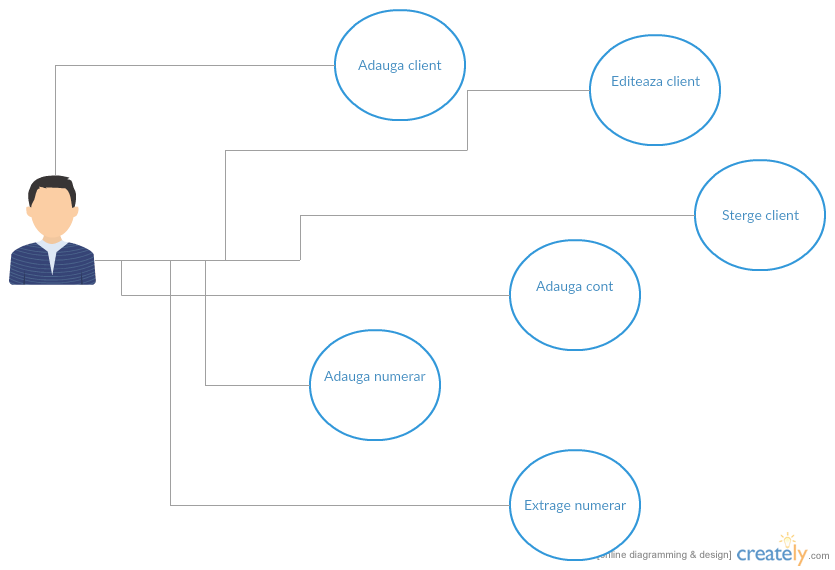 Adauga client
Editeaza client
Sterge client
Adauga cont
Adauga numerar
Extrage numerar
[online diagramming & design] creately.com